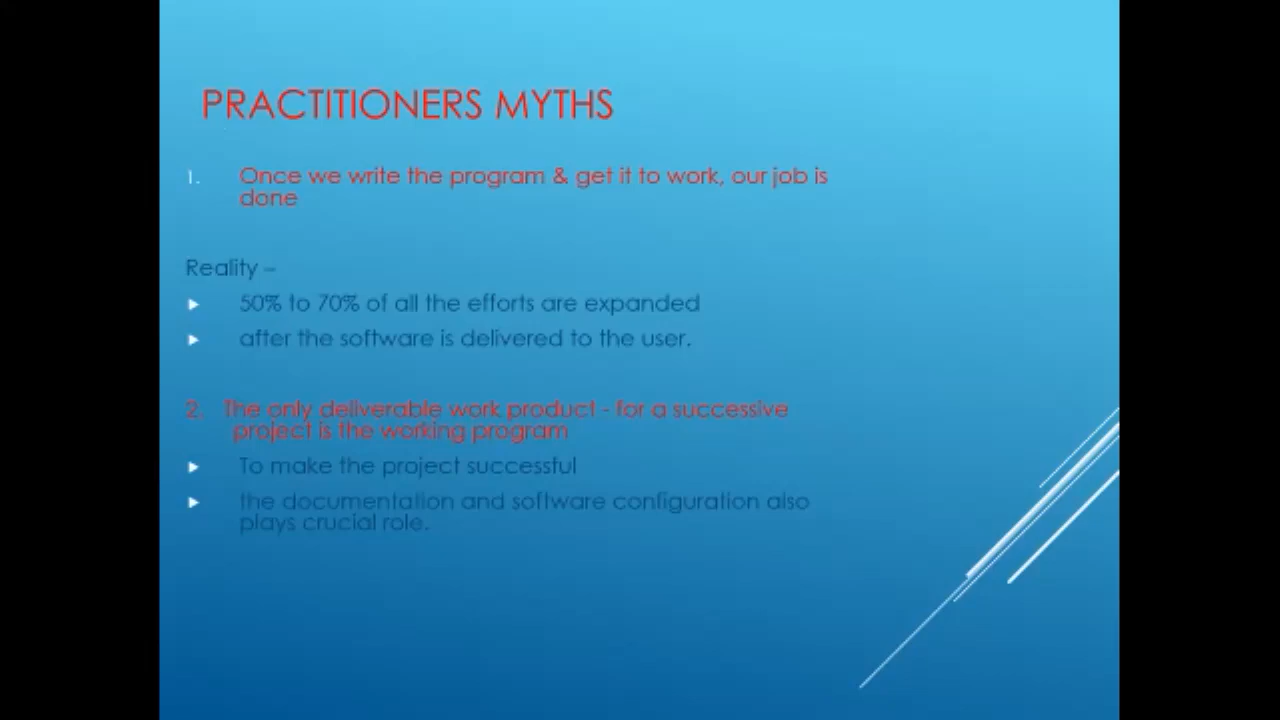 PRACTITIONERS MYTHS
1. Once we write the program & get it to work, our job is
done
Reality –
50% to 70% of all the efforts are expanded
after the software is delivered to the user.
2. The only deliverable work product - for a successive
project is the working program
To make the project successful
the documentation and software configuration also
plays crucial role.